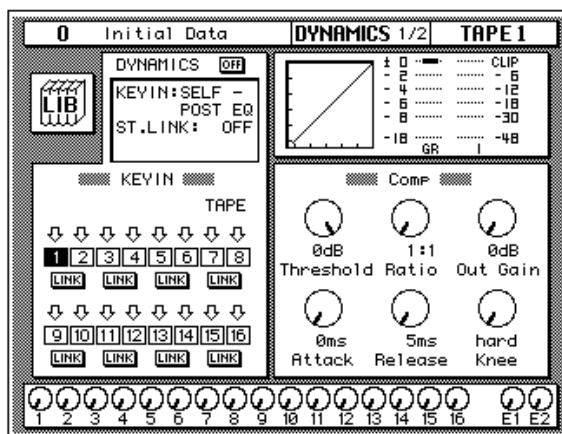 0 Initial Data DYNAMICS 1/2 TAPE 1
LIB
DYNAMICS OFF
KEYIN:SELF -
POST EQ
ST.LINK: OFF
± 0 CLIP
- 2 - 6
- 4 -12
- 6 -18
- 8 -30
-18 -48
GR I
KEYIN
TAPE
1 2 3 4 5 6 7 8
LINK LINK LINK LINK
9 10 11 12 13 14 15 16
LINK LINK LINK LINK
Comp
0dB 1:1 0dB
Threshold Ratio Out Gain
0ms 5ms hard
Attack Release Knee
1 2 3 4 5 6 7 8 9 10 11 12 13 14 15 16 E1 E2